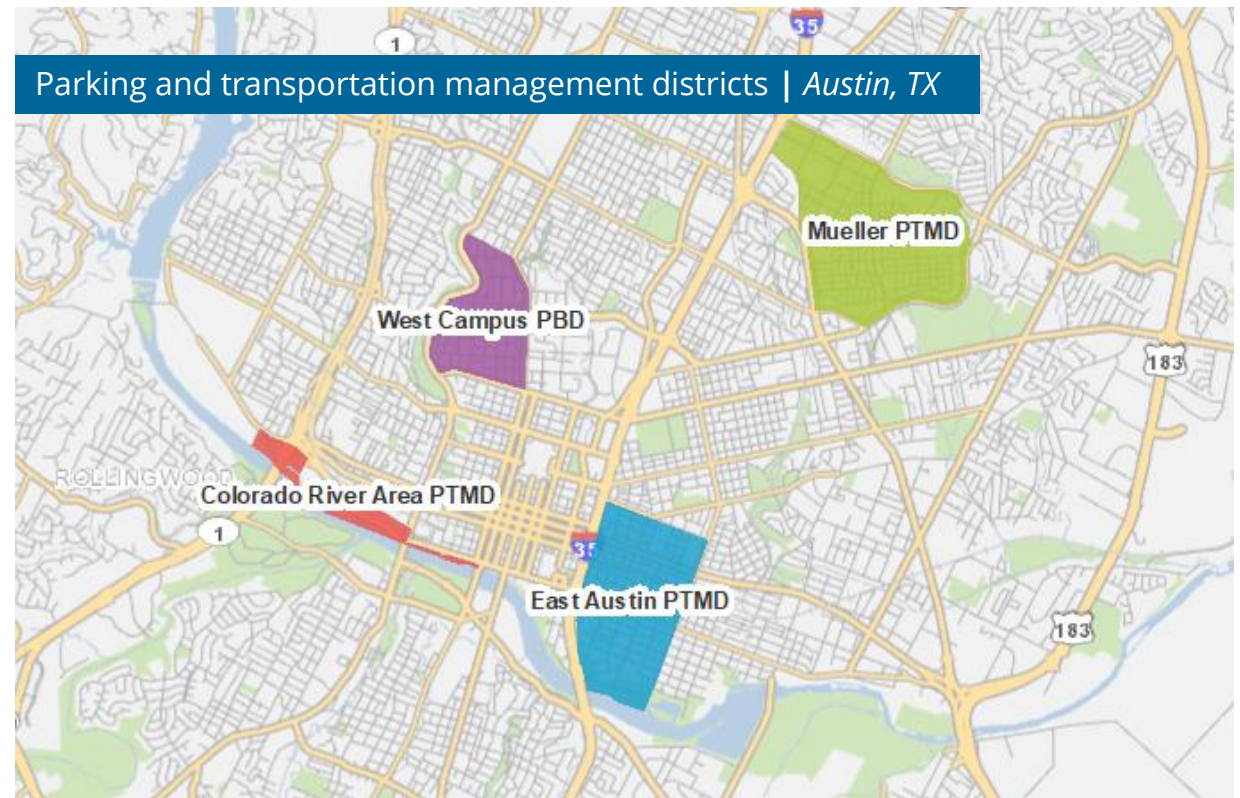 35
1
Parking and transportation management districts | Austin, TX
Mueller PTMD
West Campus PBD
183
ROLLINGWOOD
Colorado River Area PTMD
1
35
East Austin PTMD
183